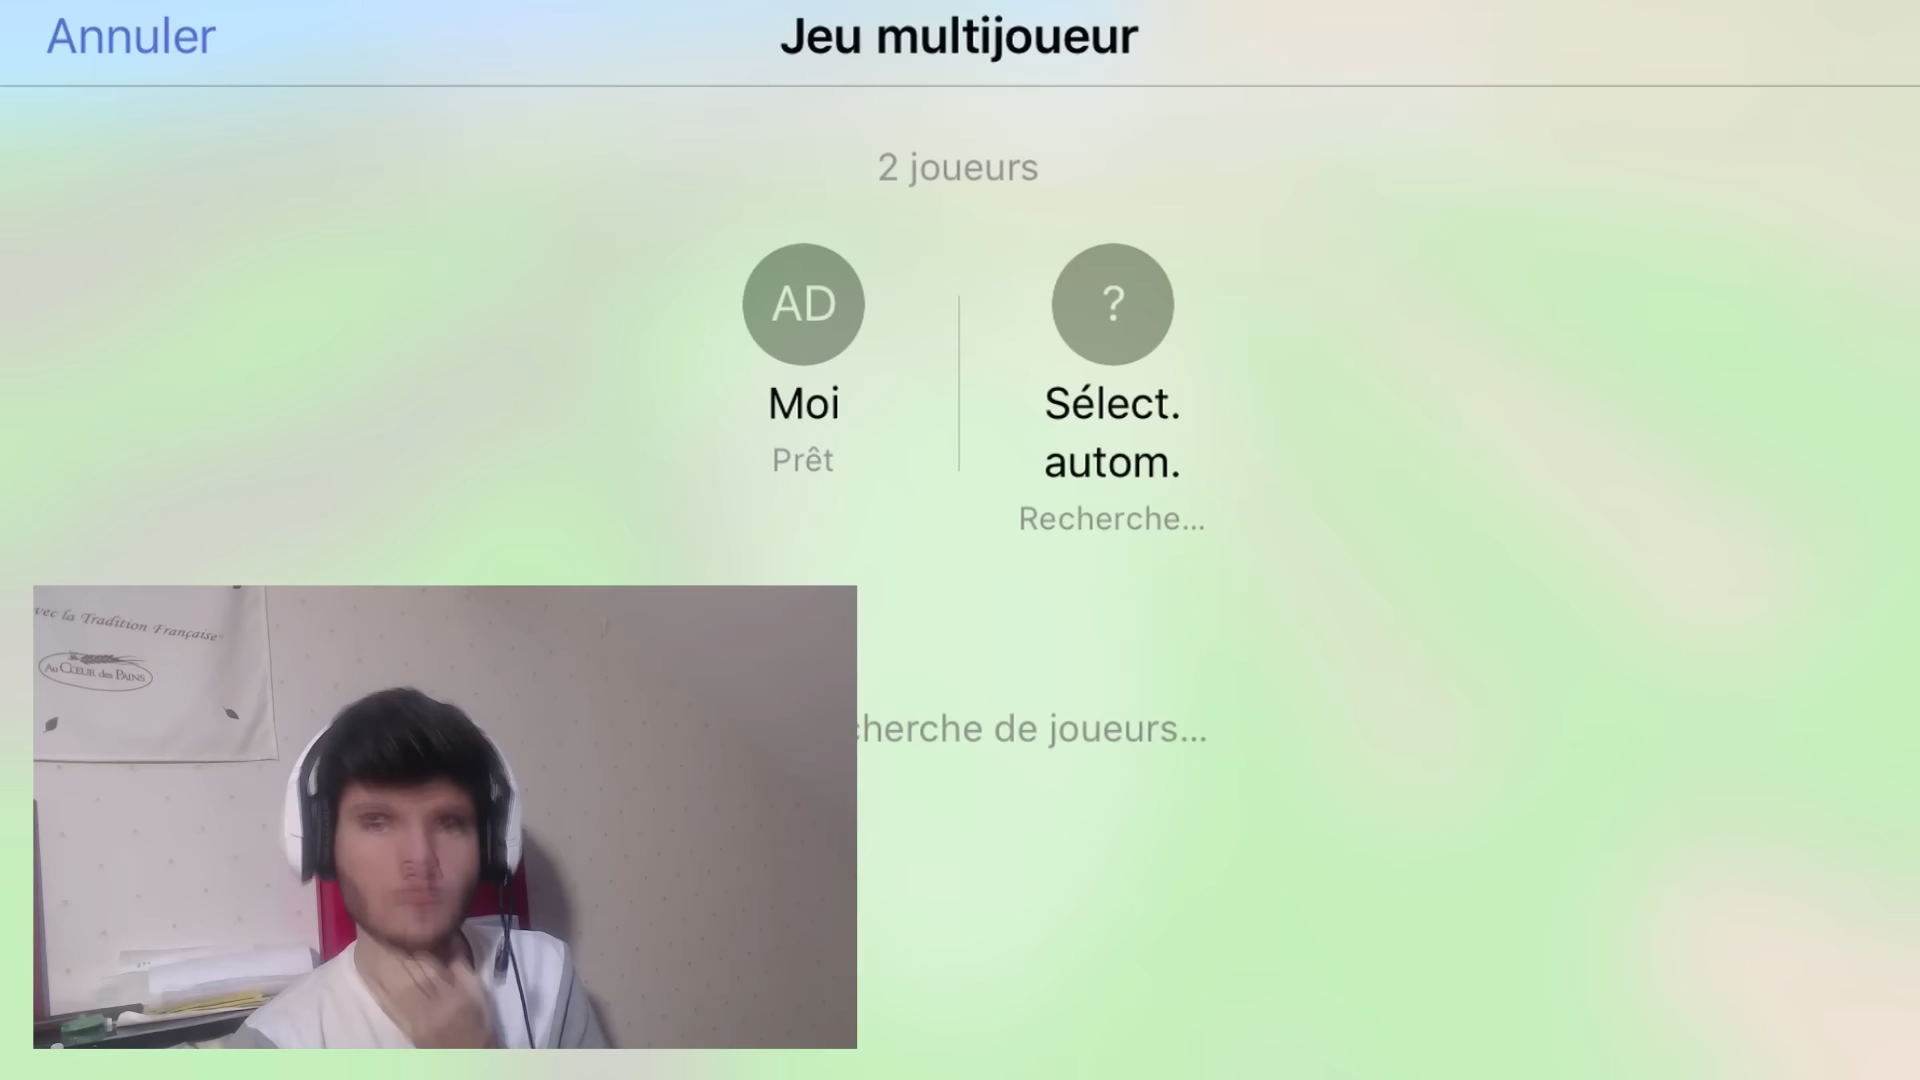 Annuler
Jeu multijoueur
2 joueurs
AD
?
Moi
Sélect.
autom.
Prêt
Recherche...
cherche de joueurs...
vec la Tradition Française"
Au CŒUR des PAINS